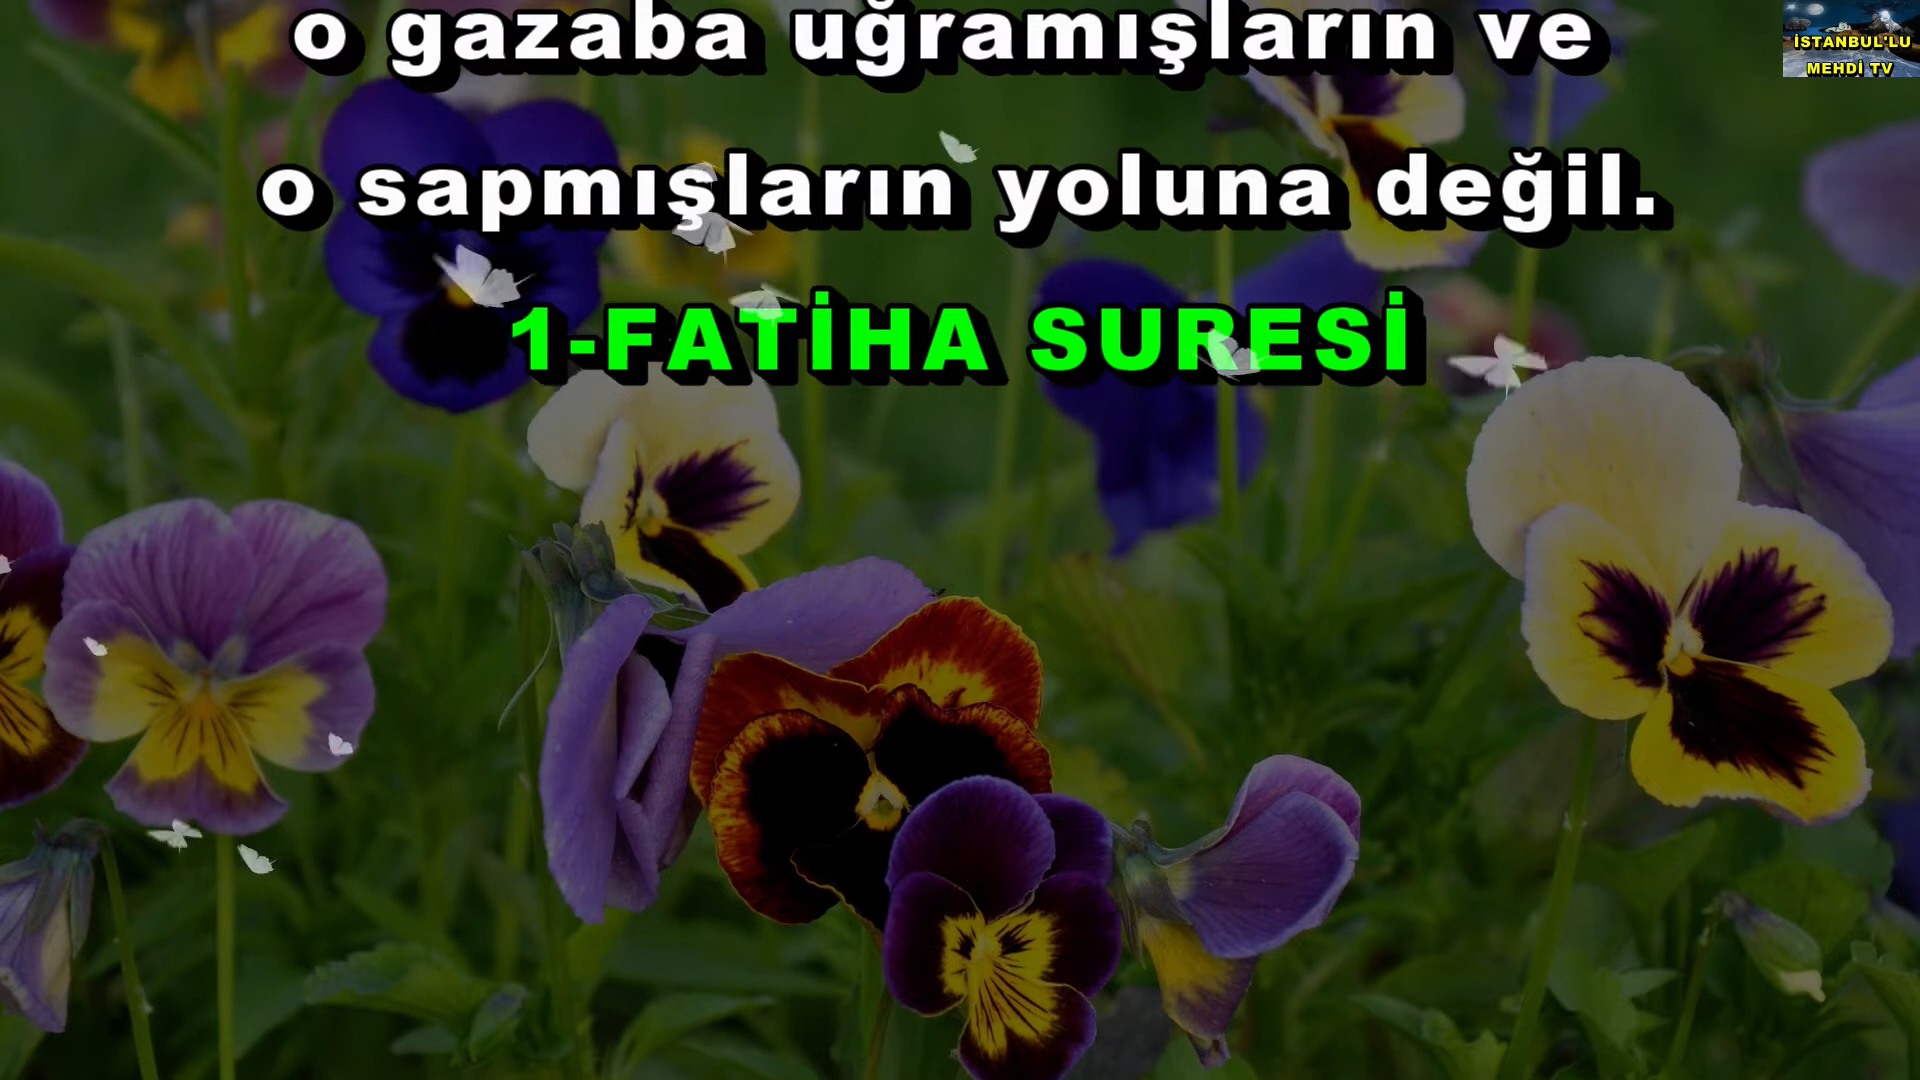 o gazaba uğramışların ve
o sapmışların yoluna değil.
1-FATİHA SURESİ
İSTANBUL'LU
MEHDİ TV